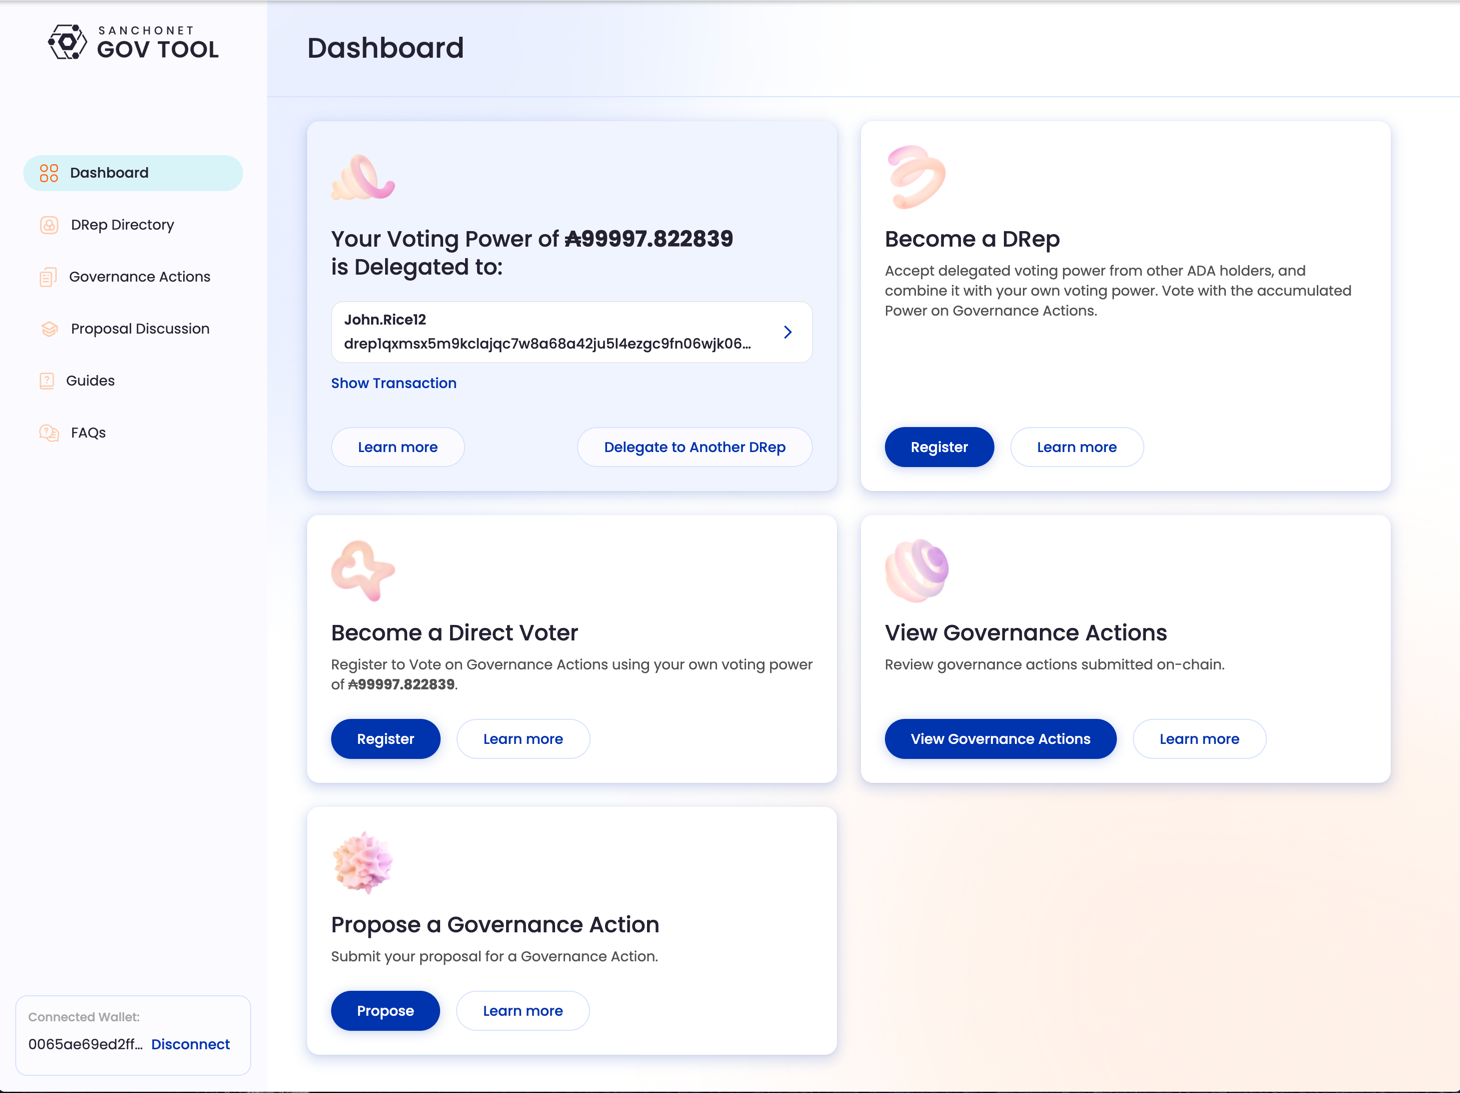 SANCHONET
GOV TOOL
Dashboard
DRep Directory
Governance Actions
Proposal Discussion
Guides
FAQs
Connected Wallet:
0065ae69ed2ff... Disconnect
Dashboard
Your Voting Power of ₳99997.822839
is Delegated to:
John.Rice12
drep1qxmsx5m9kclajqc7w8a68a42ju5l4ezgc9fn06wjk06...
Show Transaction
Learn more
Delegate to Another DRep
Become a DRep
Accept delegated voting power from other ADA holders, and
combine it with your own voting power. Vote with the accumulated
Power on Governance Actions.
Register
Learn more
Become a Direct Voter
Register to Vote on Governance Actions using your own voting power
of ₳99997.822839.
Register
Learn more
View Governance Actions
Review governance actions submitted on-chain.
View Governance Actions
Learn more
Propose a Governance Action
Submit your proposal for a Governance Action.
Propose
Learn more